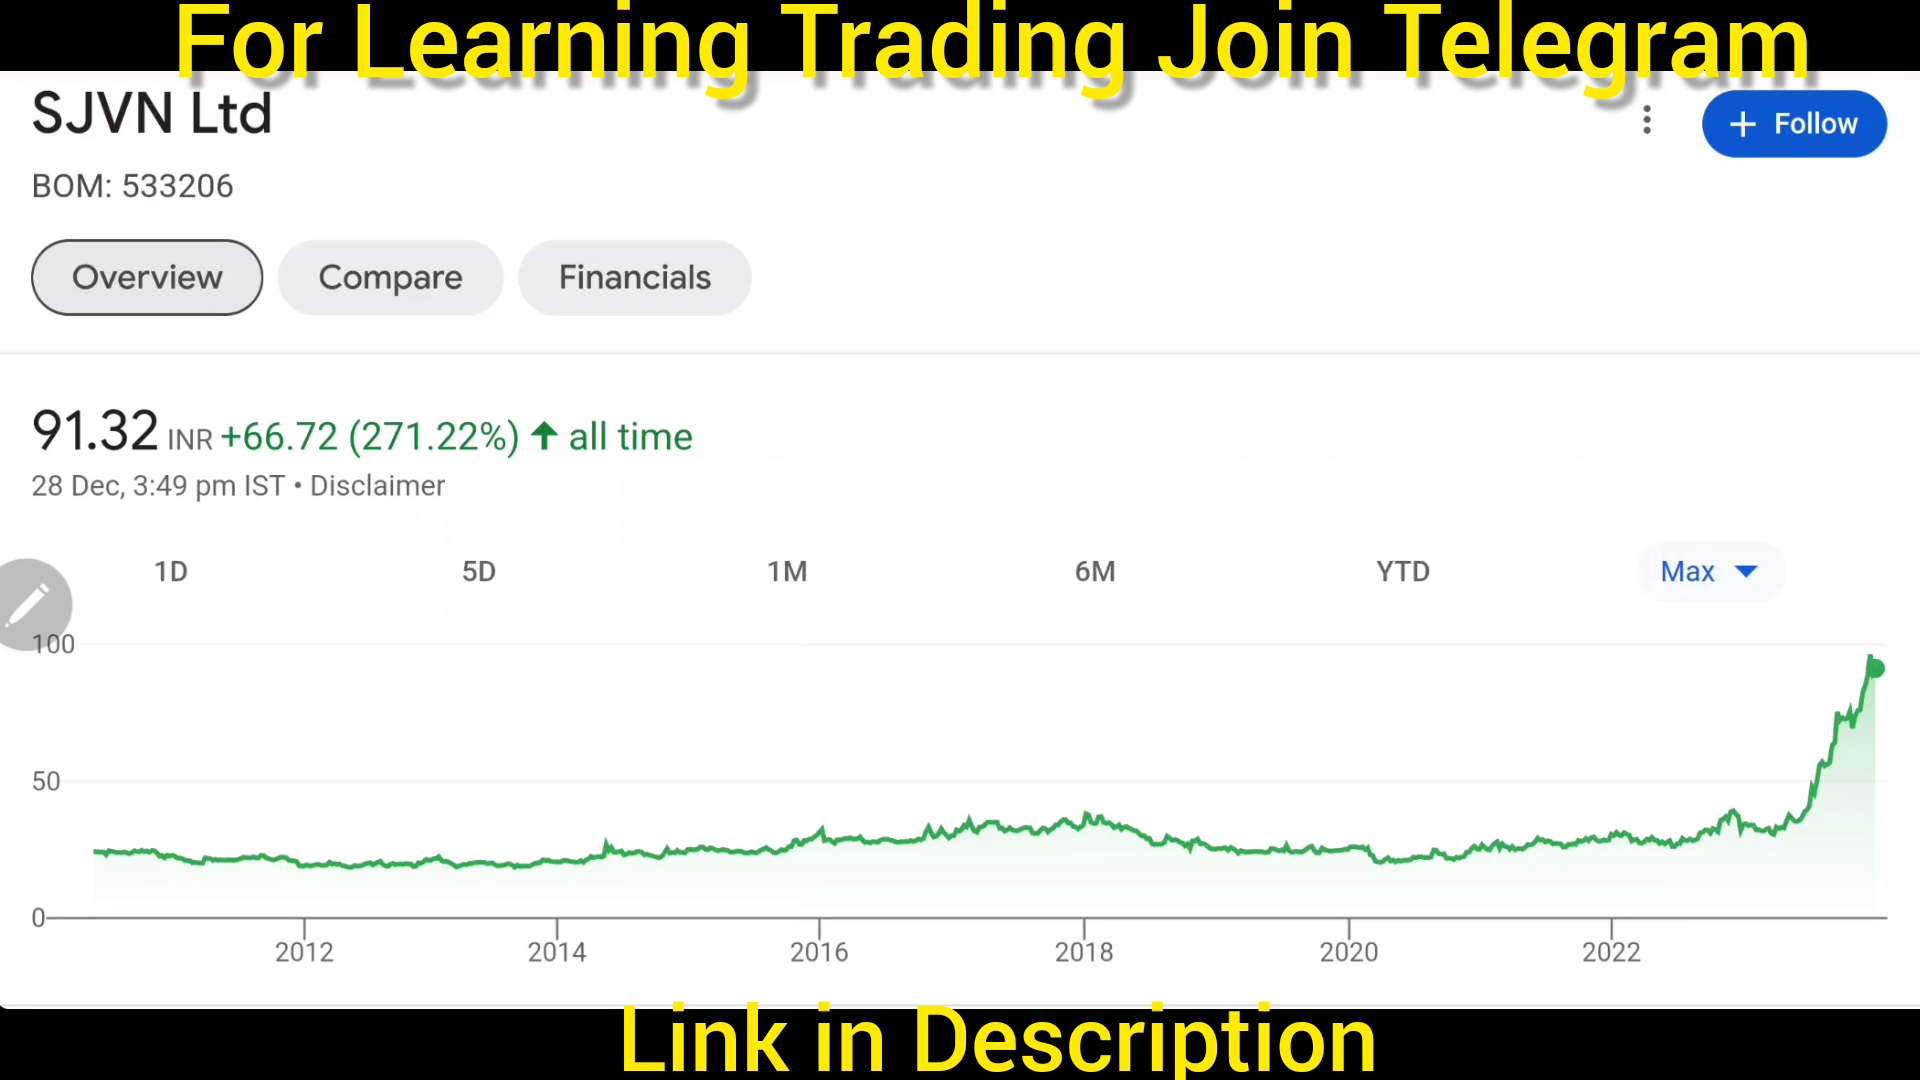 For Learning Trading Join Telegram
SJVN Ltd
+ Follow
BOM: 533206
Overview Compare Financials
91.32 INR +66.72 (271.22%) ↑ all time
28 Dec, 3:49 pm IST • Disclaimer
1D 5D 1M 6M YTD Max
100
50
0
2012 2014 2016 2018 2020 2022
Link in Description